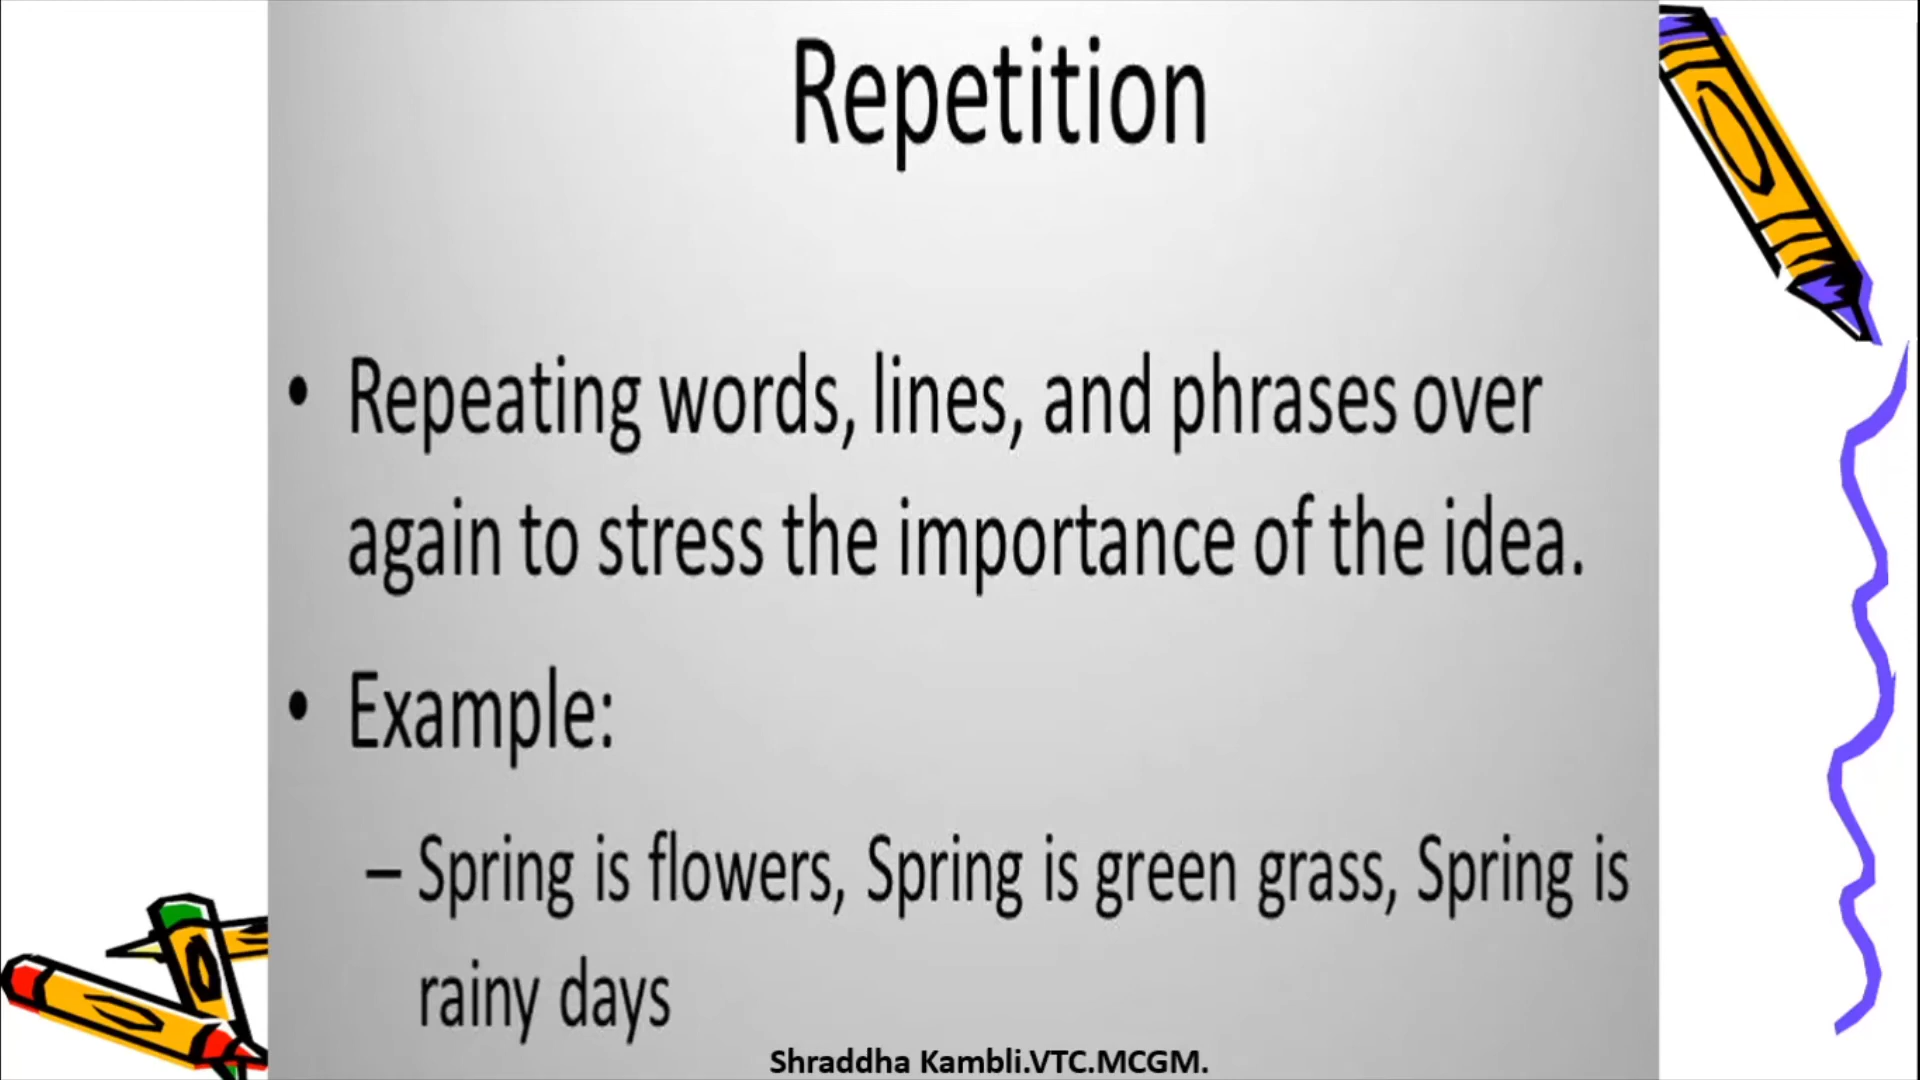 Repetition
• Repeating words, lines, and phrases over
again to stress the importance of the idea.
• Example:
– Spring is flowers, Spring is green grass, Spring is
rainy days
Shraddha Kambli.VTC.MCGM.